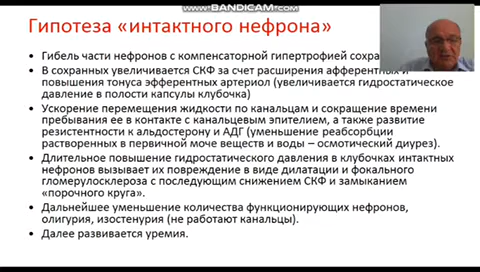 www.BANDICAM.com
Гипотеза «интактного нефрона»
• Гибель части нефронов с компенсаторной гипертрофией
• В сохранных увеличивается СКФ за счет расширения афферентных и
повышения тонуса эфферентных артериол (увеличивается гидростатическое
давление в полости капсулы клубочка)
• Ускорение перемещения жидкости по канальцам и сокращение времени
пребывания ее в контакте с канальцевым эпителием, а также развитие
резистентности к альдостерону и АДГ (уменьшение реабсорбции
растворенных в первичной моче веществ и воды – осмотический диурез).
• Длительное повышение гидростатического давления в клубочках интактных
нефронов вызывает их повреждение в виде дилатации и фокального
гломерулосклероза с последующим снижением СКФ и замыканием
«порочного круга».
• Дальнейшее уменьшение количества функционирующих нефронов,
олигурия, изостенурия (не работают канальцы).
• Далее развивается уремия.